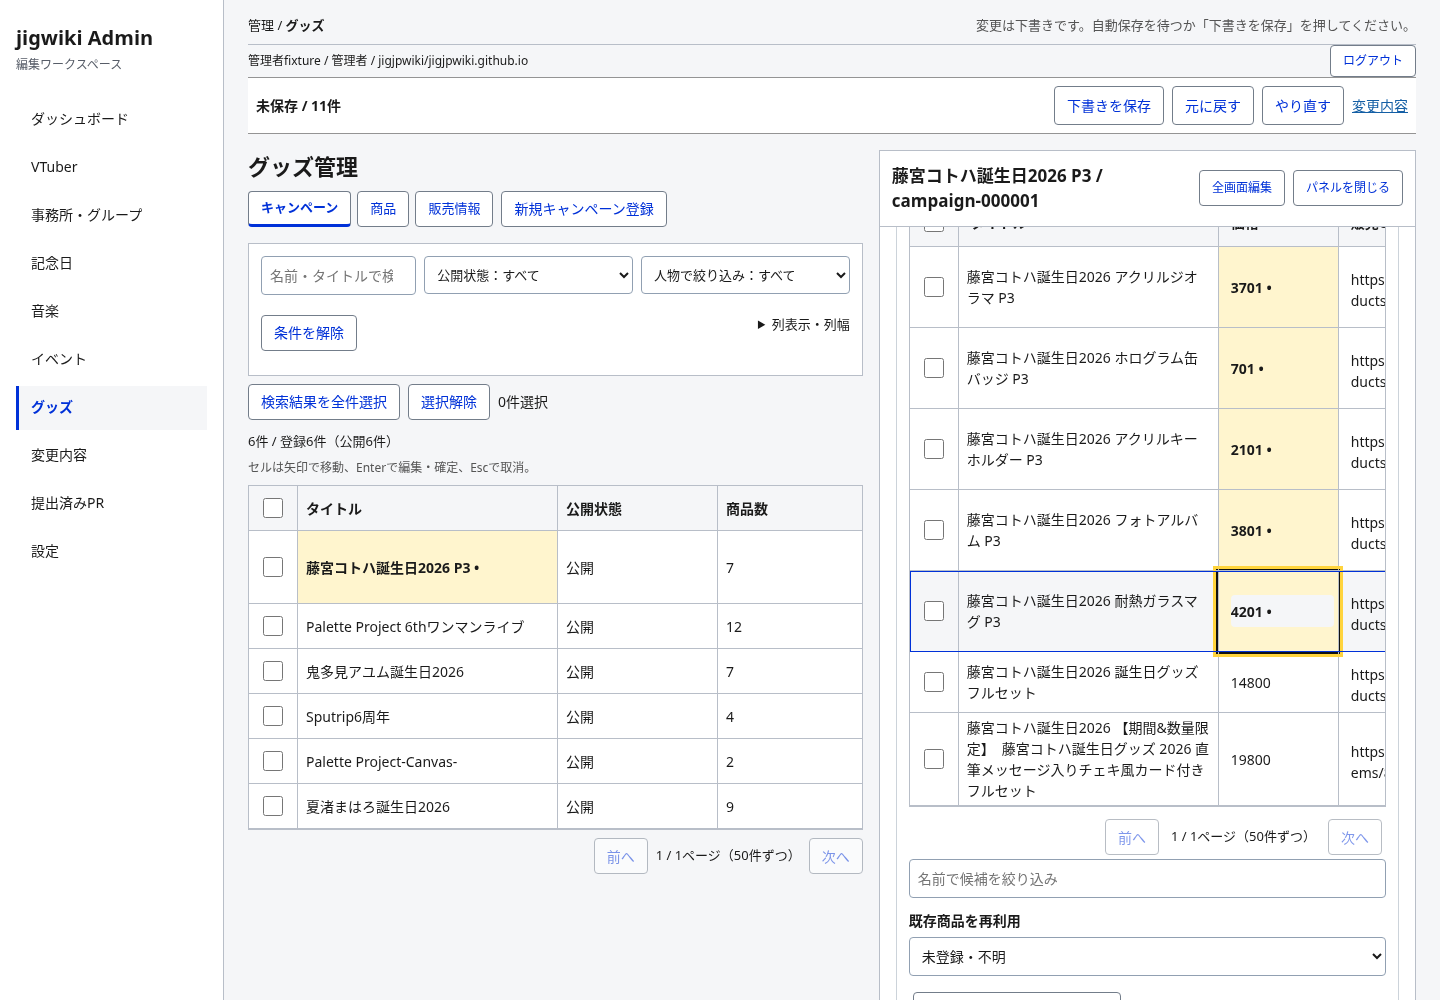 jigwiki Admin
編集ワークスペース
ダッシュボード
VTuber
事務所・グループ
記念日
音楽
イベント
グッズ
変更内容
提出済みPR
設定
管理 / グッズ
変更は下書きです。自動保存を待つか「下書きを保存」を押してください。
管理者fixture / 管理者 / jigjpwiki/jigjpwiki.github.io
ログアウト
未保存 / 11件
下書きを保存
元に戻す
やり直す
変更内容
グッズ管理
キャンペーン
商品
販売情報
新規キャンペーン登録
名前・タイトルで検
公開状態：すべて
人物で絞り込み：すべて
条件を解除
▶ 列表示・列幅
検索結果を全件選択
選択解除
0件選択
6件 / 登録6件（公開6件）
セルは矢印で移動、Enterで編集・確定、Escで取消。
タイトル 公開状態 商品数
藤宮コトハ誕生日2026 P3 • 公開 7
Palette Project 6thワンマンライブ 公開 12
鬼多見アユム誕生日2026 公開 7
Sputrip6周年 公開 4
Palette Project-Canvas- 公開 2
夏渚まはろ誕生日2026 公開 9
前へ
1 / 1ページ（50件ずつ）
次へ
藤宮コトハ誕生日2026 P3 /
campaign-000001
全画面編集
パネルを閉じる
藤宮コトハ誕生日2026 アクリルジオ
ラマ P3
3701 •
https
ducts
藤宮コトハ誕生日2026 ホログラム缶
バッジ P3
701 •
https
ducts
藤宮コトハ誕生日2026 アクリルキー
ホルダー P3
2101 •
https
ducts
藤宮コトハ誕生日2026 フォトアルバ
ム P3
3801 •
https
ducts
藤宮コトハ誕生日2026 耐熱ガラスマ
グ P3
4201 •
https
ducts
藤宮コトハ誕生日2026 誕生日グッズ
フルセット
14800
https
ducts
藤宮コトハ誕生日2026 【期間&数量限
定】 藤宮コトハ誕生日グッズ 2026 直
筆メッセージ入りチェキ風カード付き
フルセット
19800
https
ems/
前へ
1 / 1ページ（50件ずつ）
次へ
名前で候補を絞り込み
既存商品を再利用
未登録・不明